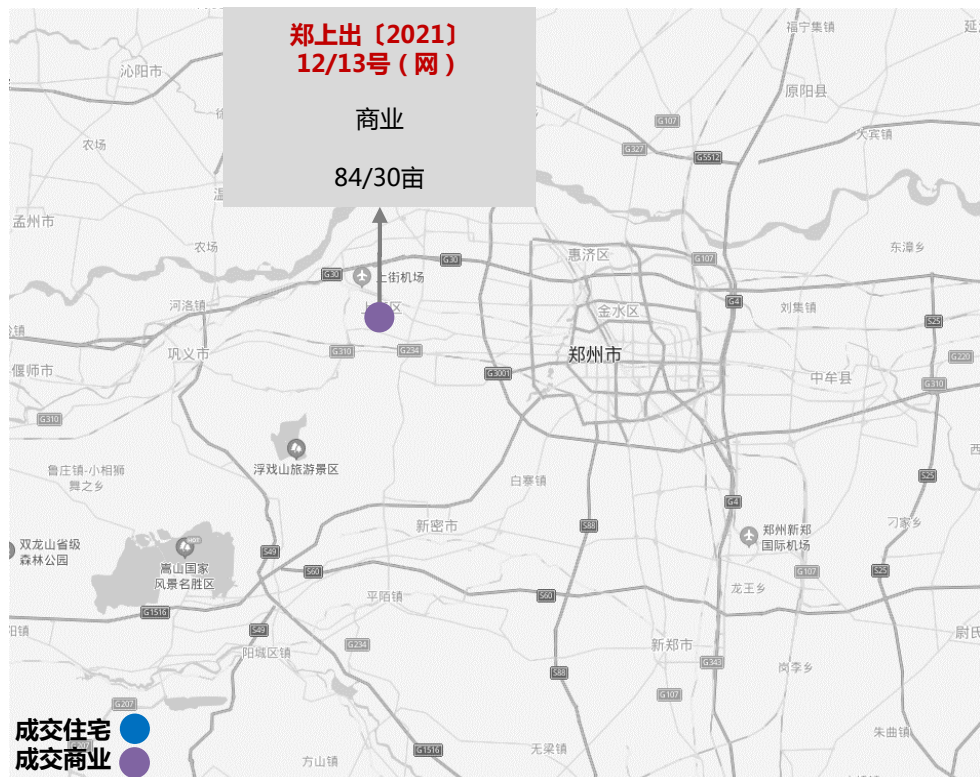 郑上出〔2021〕
12/13号（网）
商业
84/30亩
福宁集镇
沁阳市
原阳县
G107
大宾镇
农场
G327
G5512
孟州市
农场
惠济区
G107
东漳乡
G30
上街机场
G30
G4
河洛镇
金水区
刘集镇
S25
巩义市
G310
G234
郑州市
偃师市
G3001
中牟县
G220
G310
G310
浮戏山旅游景区
鲁庄镇-小相狮
舞之乡
白寨镇
S25
G4
新密市
S88
郑州新郑
国际机场
刁家乡
双龙山省级
森林公园
嵩山国家
风景名胜区
S49
S60
G107
S25
龙王乡
平陌镇
S60
G1516
S49
阳城区镇
G234
新郑市
G343
岗李乡
S88
G107
G207
成交住宅
成交商业
G207
G1516
无梁镇
朱曲镇
方山镇